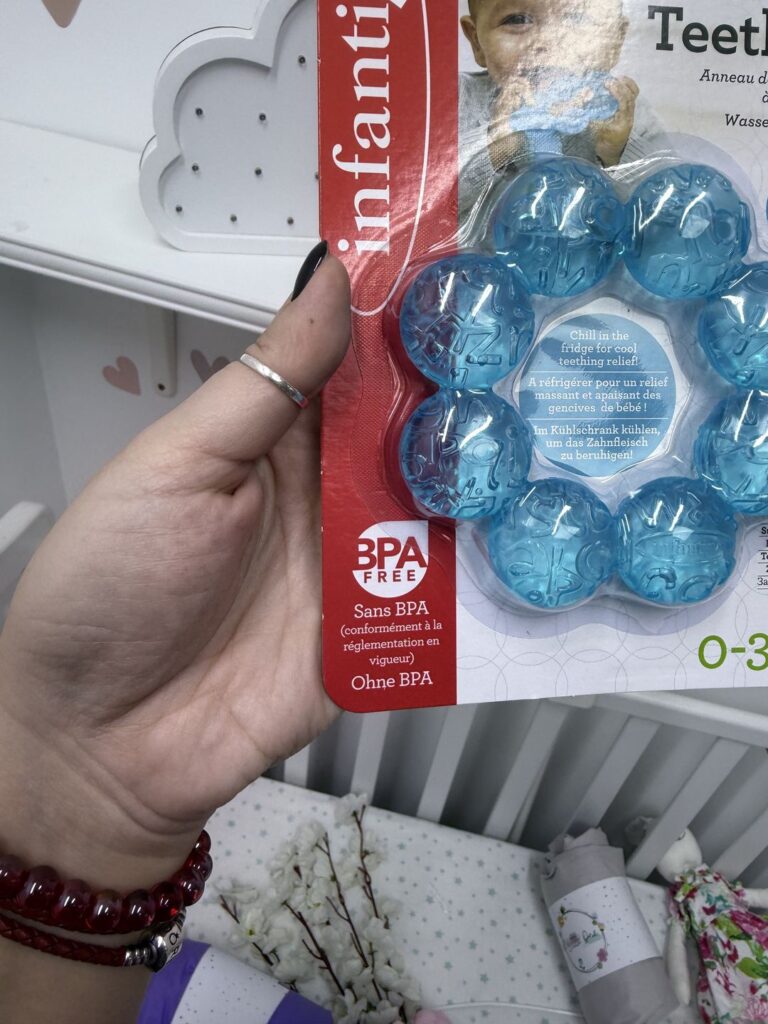 infanti
Teeth
Anneau d
à
Wasse
Chill in the
fridge for cool
teething relief!
A réfrigérer pour un relief
massant et apaisant des
gencives de bébé !
Im Kühlschrank kühlen,
um das Zahnfleisch
zu beruhigen!
BPA
FREE
Sans BPA
(conformément à la
réglementation en
vigueur)
Ohne BPA
0-3